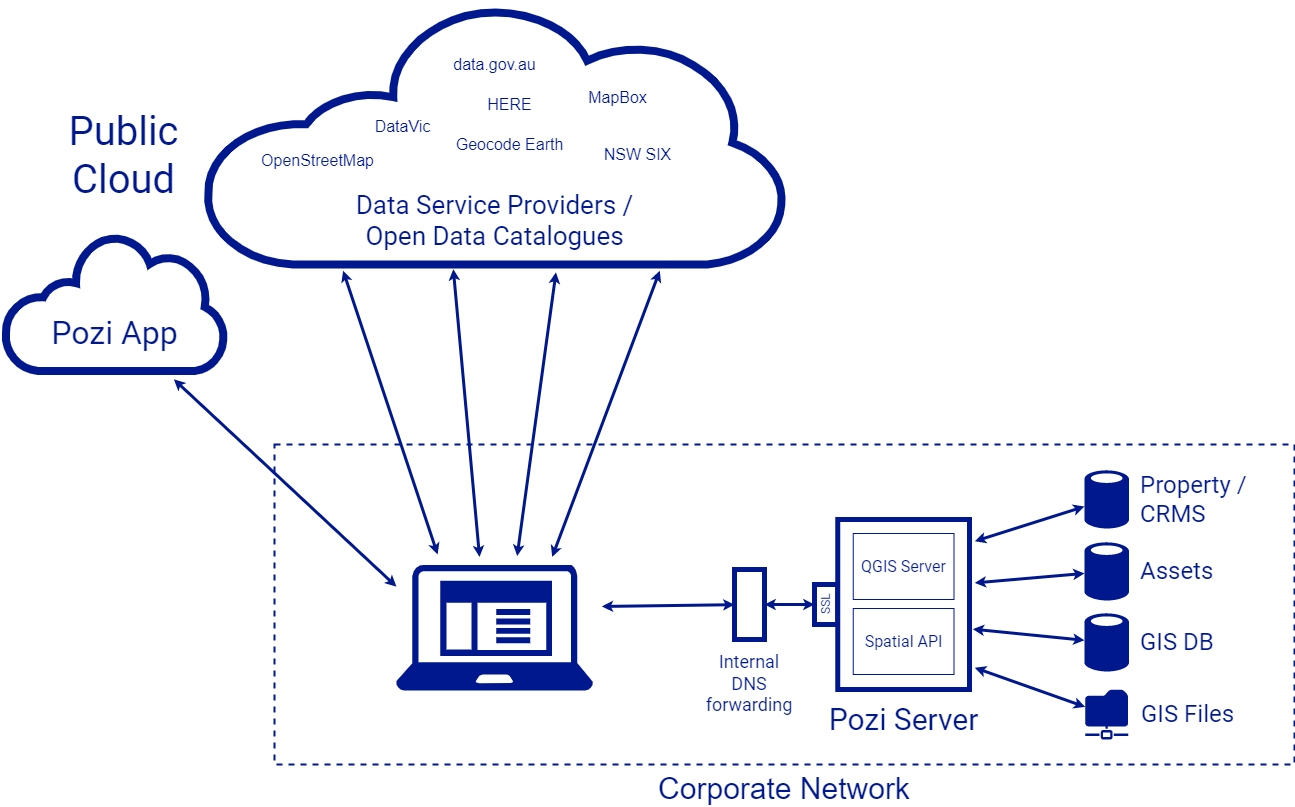 data.gov.au
HERE
MapBox
Public
Cloud
DataVic
Geocode Earth
OpenStreetMap
NSW SIX
Data Service Providers /
Open Data Catalogues
Pozi App
Property /
CRMS
QGIS Server
Assets
SSL
Spatial API
GIS DB
Internal
DNS
forwarding
Pozi Server
GIS Files
Corporate Network